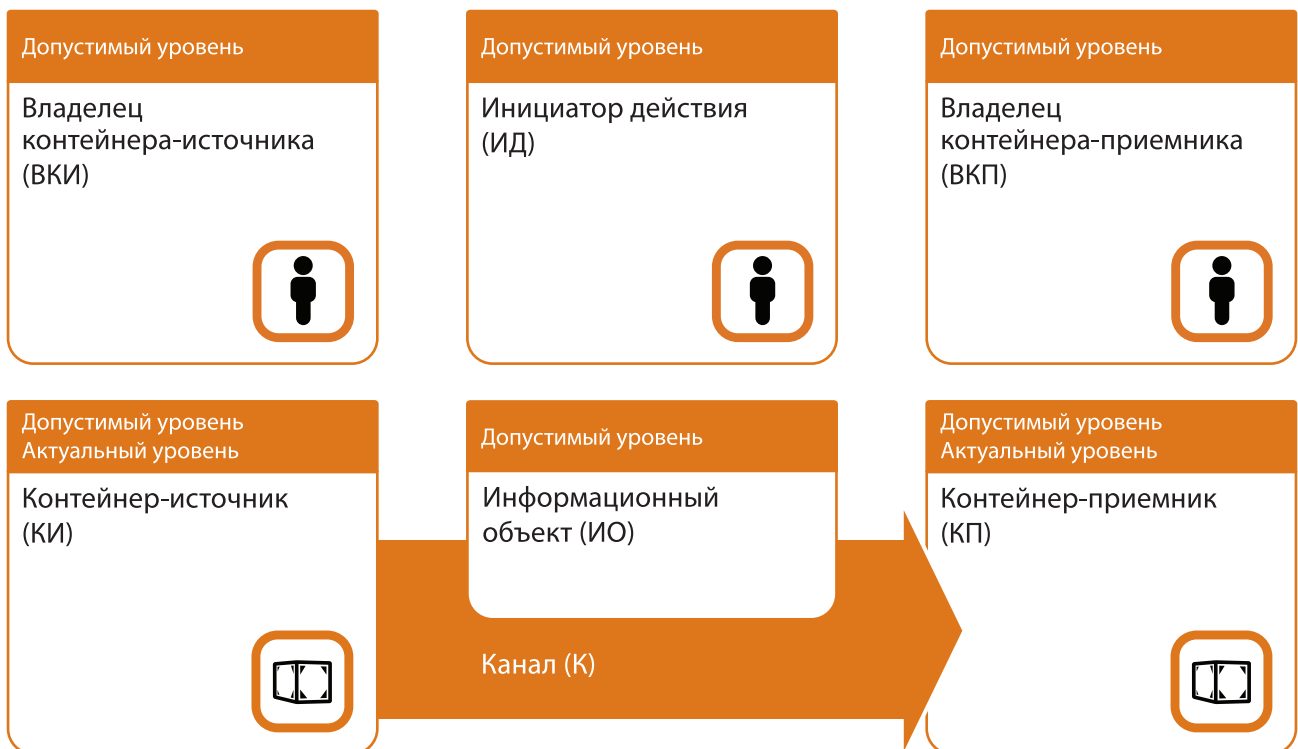 Допустимый уровень
Владелец
контейнера-источника
(ВКИ)
Допустимый уровень
Инициатор действия
(ИД)
Допустимый уровень
Владелец
контейнера-приемника
(ВКП)
Допустимый уровень
Актуальный уровень
Контейнер-источник
(КИ)
Допустимый уровень
Информационный
объект (ИО)
Канал (К)
Допустимый уровень
Актуальный уровень
Контейнер-приемник
(КП)